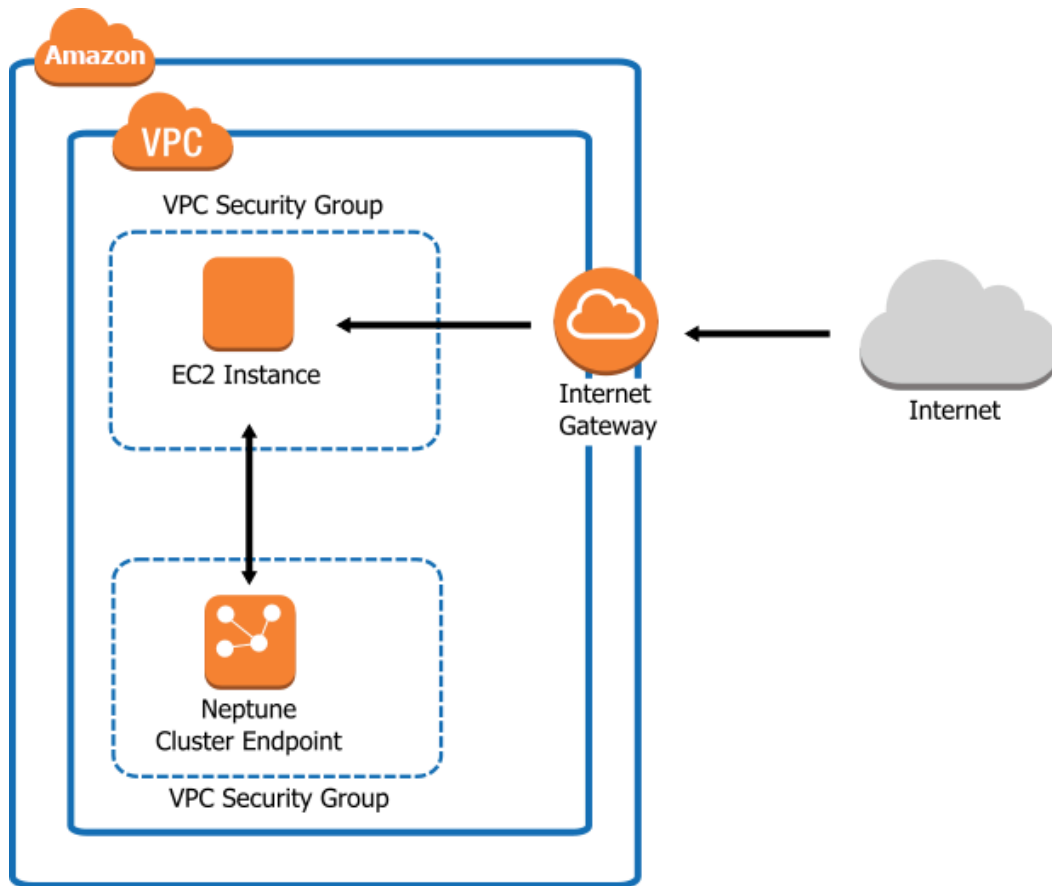 Amazon
VPC
VPC Security Group
EC2 Instance
Internet
Gateway
Internet
Neptune
Cluster Endpoint
VPC Security Group